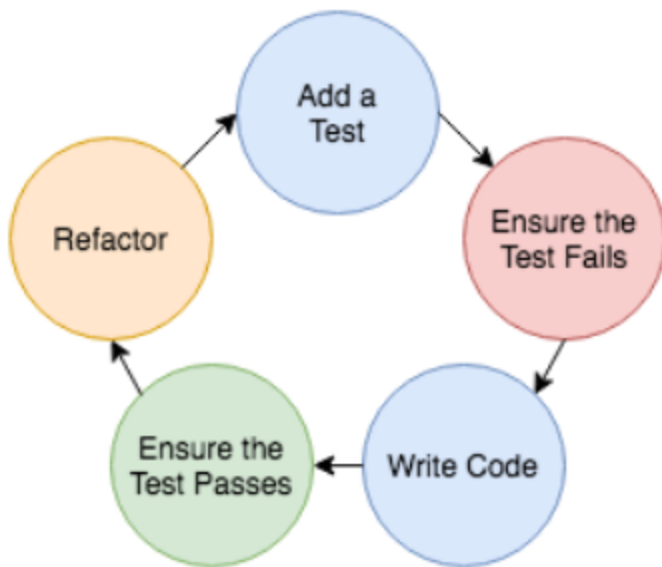 Add a
Test
Ensure the
Test Fails
Write Code
Ensure the
Test Passes
Refactor